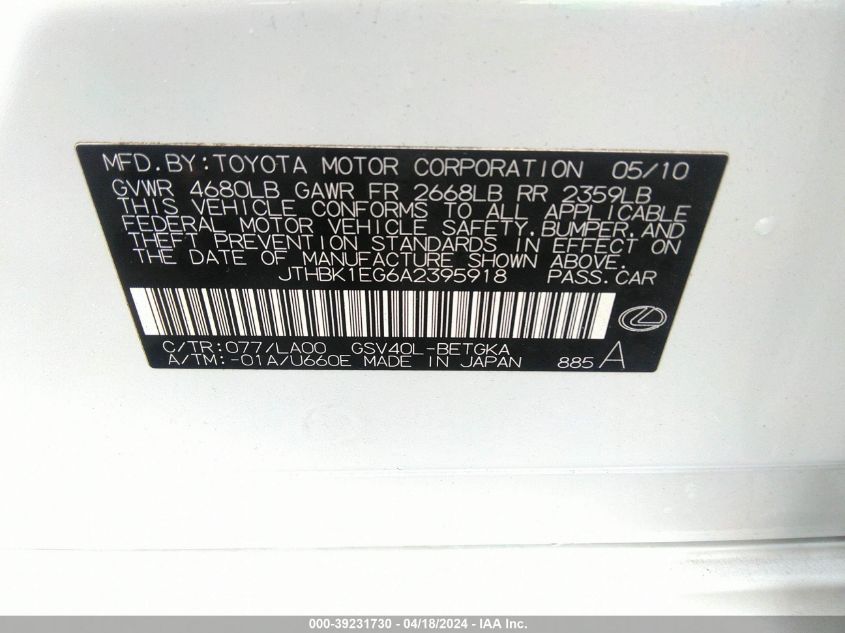 MFD.BY:TOYOTA MOTOR CORPORATION 05/10
GVWR 4680LB GAWR FR 2668LB RR 2359LB
THIS VEHICLE CONFORMS TO ALL APPLICABLE
FEDERAL MOTOR VEHICLE SAFETY,BUMPER,AND
THEFT PREVENTION STANDARDS IN EFFECT ON
THE DATE OF MANUFACTURE SHOWN ABOVE.
JTHBK1EG6A2395918 PASS.CAR
C/TR:077/LA00 GSV40L-BETGKA
A/TM:-01A/U660E MADE IN JAPAN 885 A
000-39231730 - 04/18/2024 - IAA Inc.